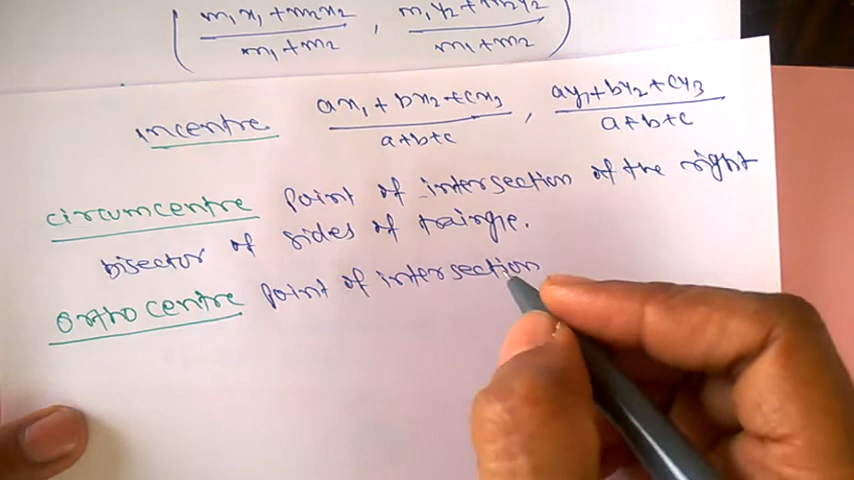 ( m1x1 + m2x2 / m1 + m2 , m1y2 + m2y2 / m1 + m2 )
incentre ax1 + bx2 + cx3 / a+b+c , ay1 + by2 + cy3 / a+b+c
circumcentre point of intersection of the right
bisector of sides of traingle.
ortho centre point of intersection